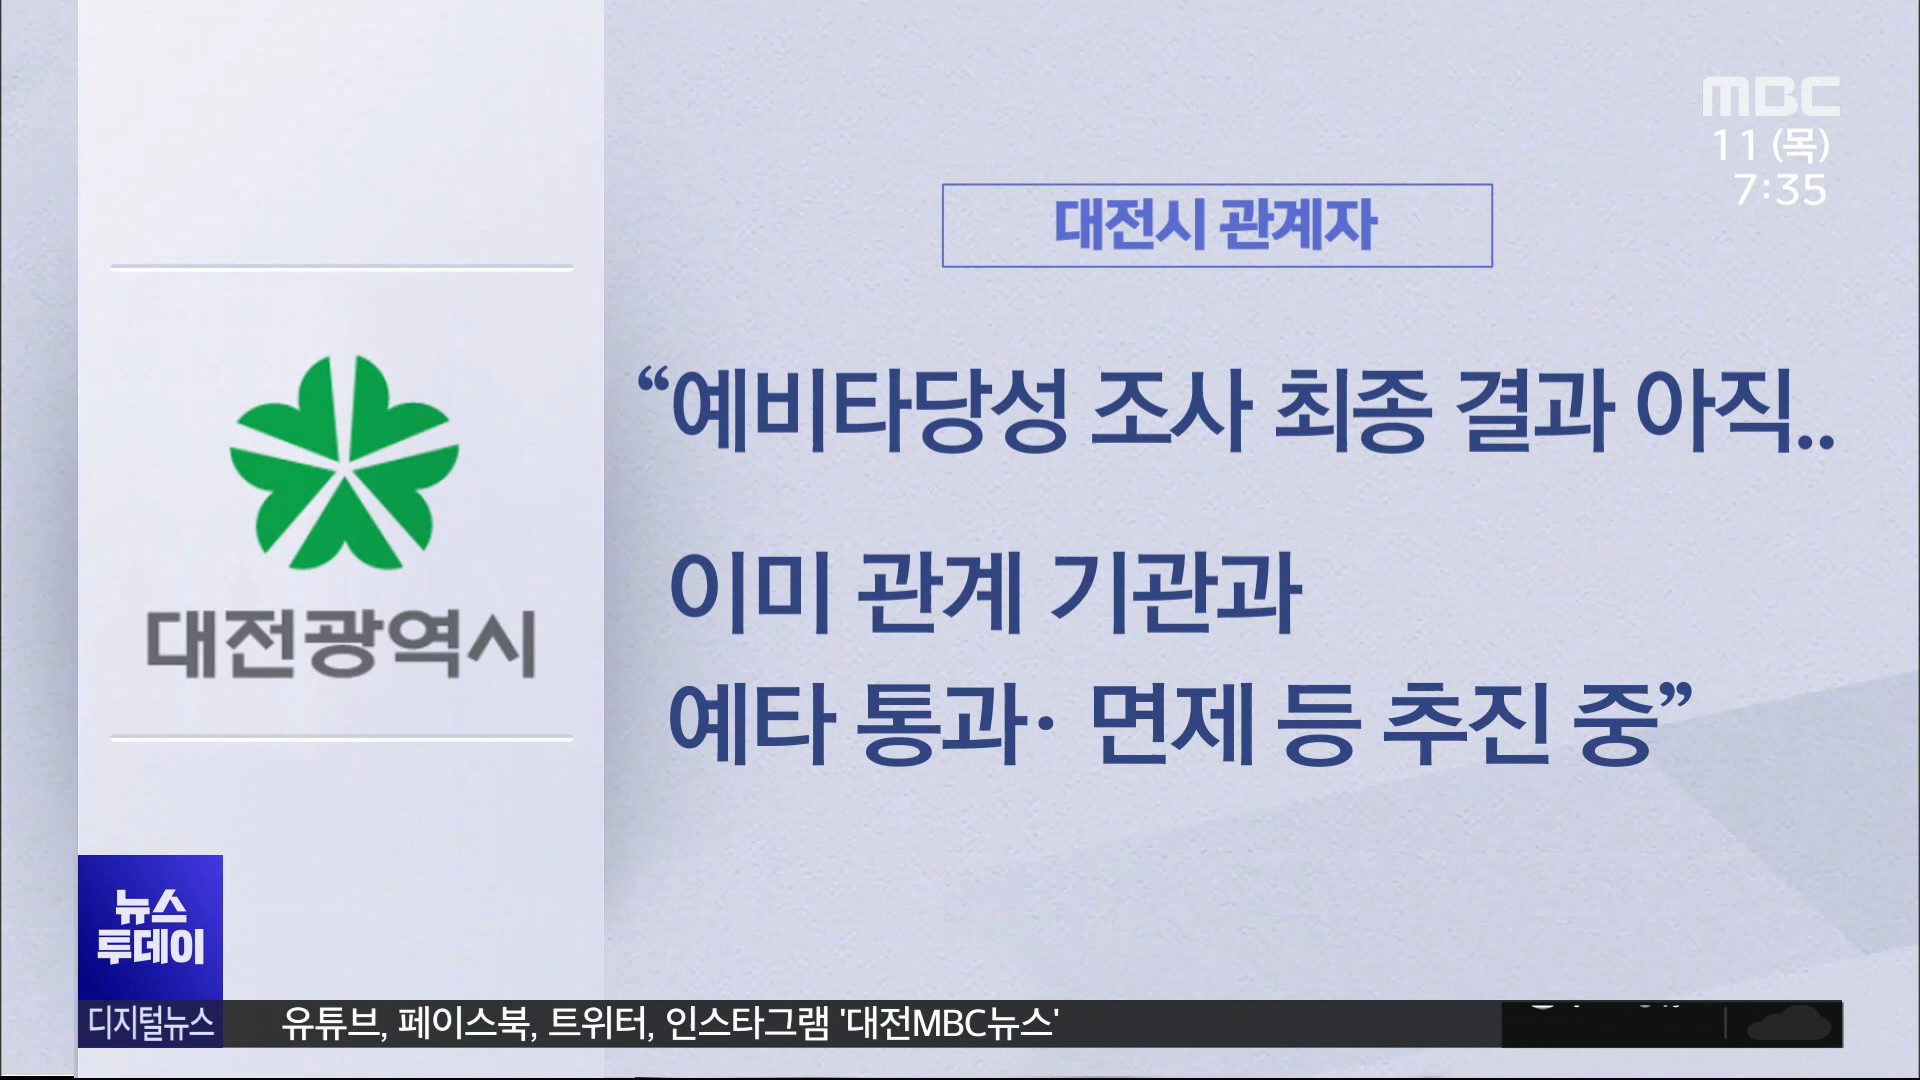 MBC
11 (목)
7:35
대전시 관계자
“예비타당성 조사 최종 결과 아직..
이미 관계 기관과
예타 통과· 면제 등 추진 중”
대전광역시
뉴스
투데이
디지털뉴스
유튜브, 페이스북, 트위터, 인스타그램 '대전MBC뉴스'